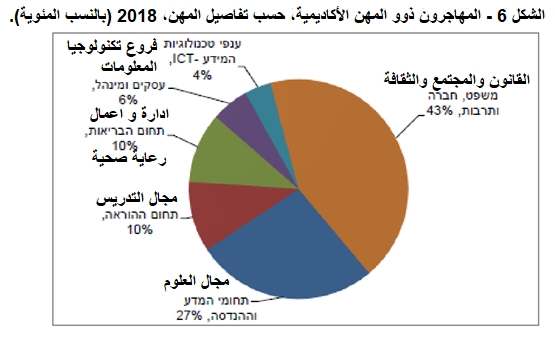 الشكل 6 - المهاجرون ذوو المهن الأكاديمية، حسب تفاصيل المهن، 2018 (بالنسب المئوية).
فروع تكنولوجيا
المعلومات
ענפי טכנולוגיות
המידע -ICT,
4%
עסקים ומינהל,
6%
ادارة و اعمال
תחום הבריאות,
10%
رعاية صحية
مجال التدريس
תחום ההוראה,
10%
مجال العلوم
תחומי המדע
וההנדסה, 27%
القانون والمجتمع والثقافة
משפט, חברה
ותרבות, 43%